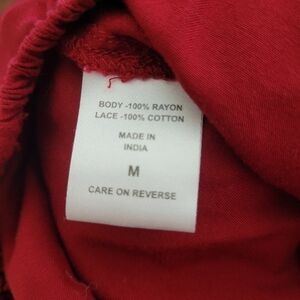 BODY -100% RAYON
LACE -100% COTTON
MADE IN
INDIA
M
CARE ON REVERSE